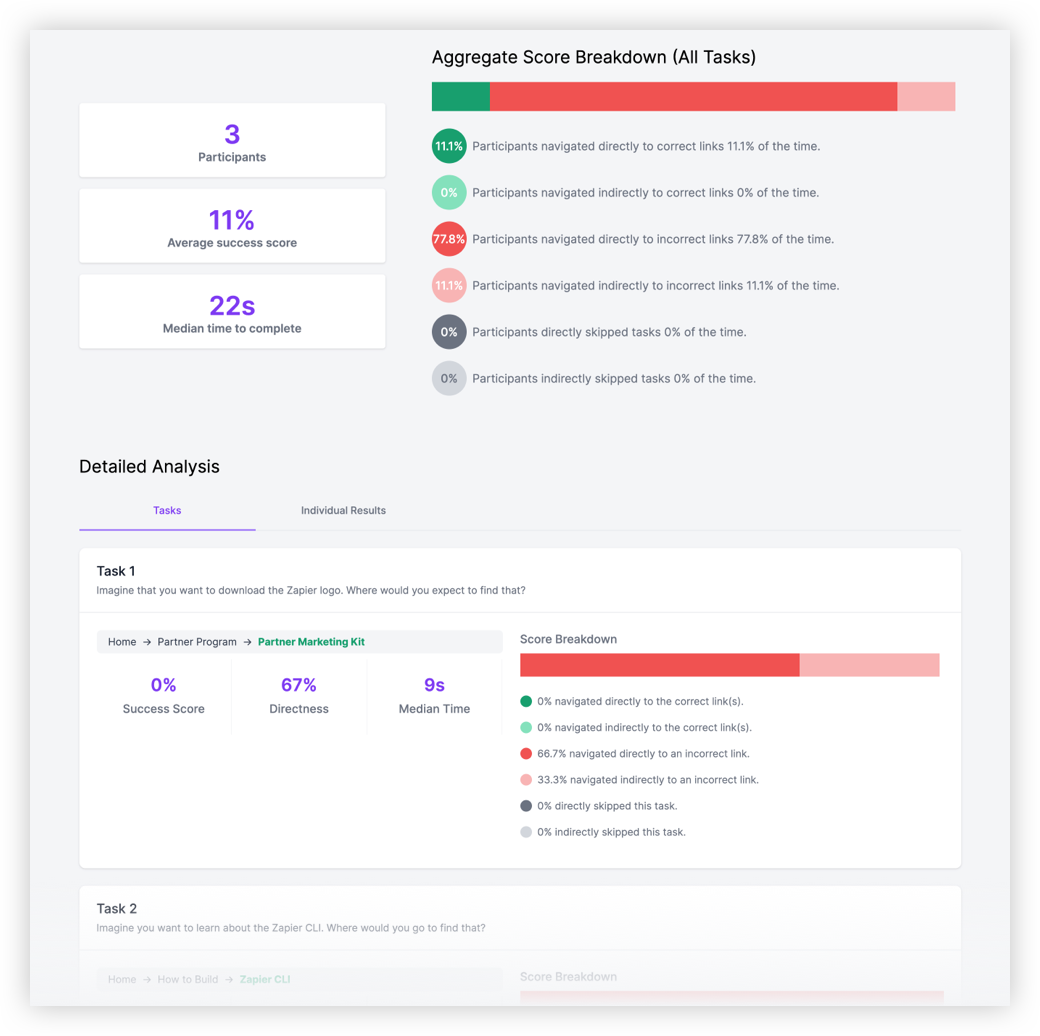 Aggregate Score Breakdown (All Tasks)
3
Participants
11%
Average success score
22s
Median time to complete
11.1% Participants navigated directly to correct links 11.1% of the time.
0% Participants navigated indirectly to correct links 0% of the time.
77.8% Participants navigated directly to incorrect links 77.8% of the time.
11.1% Participants navigated indirectly to incorrect links 11.1% of the time.
0% Participants directly skipped tasks 0% of the time.
0% Participants indirectly skipped tasks 0% of the time.
Detailed Analysis
Tasks
Individual Results
Task 1
Imagine that you want to download the Zapier logo. Where would you expect to find that?
Home → Partner Program → Partner Marketing Kit
0%
Success Score
67%
Directness
9s
Median Time
Score Breakdown
0% navigated directly to the correct link(s).
0% navigated indirectly to the correct link(s).
66.7% navigated directly to an incorrect link.
33.3% navigated indirectly to an incorrect link.
0% directly skipped this task.
0% indirectly skipped this task.
Task 2
Imagine you want to learn about the Zapier CLI. Where would you go to find that?
Home → How to Build → Zapier CLI
Score Breakdown